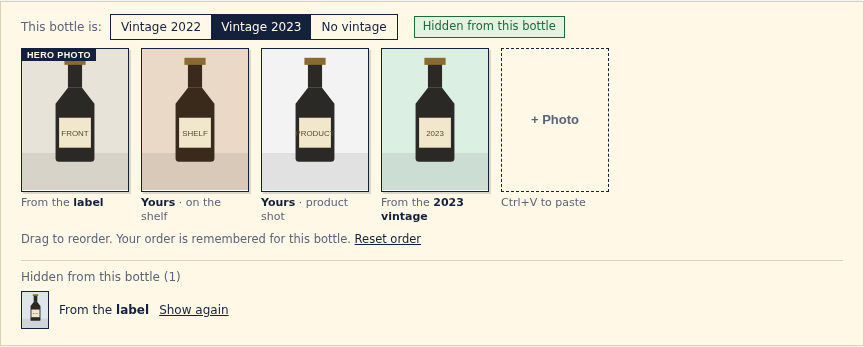 This bottle is: Vintage 2022 Vintage 2023 No vintage Hidden from this bottle
HERO PHOTO
FRONT SHELF PRODUCT 2023
+ Photo
From the label
Yours · on the shelf
Yours · product shot
From the 2023 vintage
Ctrl+V to paste
Drag to reorder. Your order is remembered for this bottle. Reset order
Hidden from this bottle (1)
From the label Show again